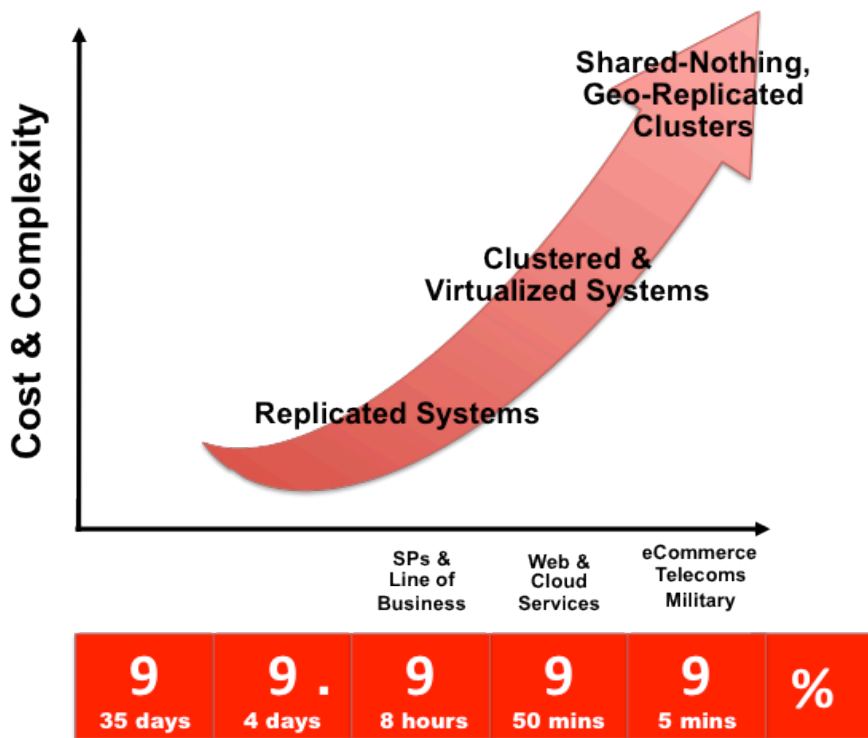 Cost & Complexity
Shared-Nothing,
Geo-Replicated
Clusters
Clustered &
Virtualized Systems
Replicated Systems
SPs &
Line of
Business
Web &
Cloud
Services
eCommerce
Telecoms
Military
9 9 . 9 9 9 %
35 days 4 days 8 hours 50 mins 5 mins